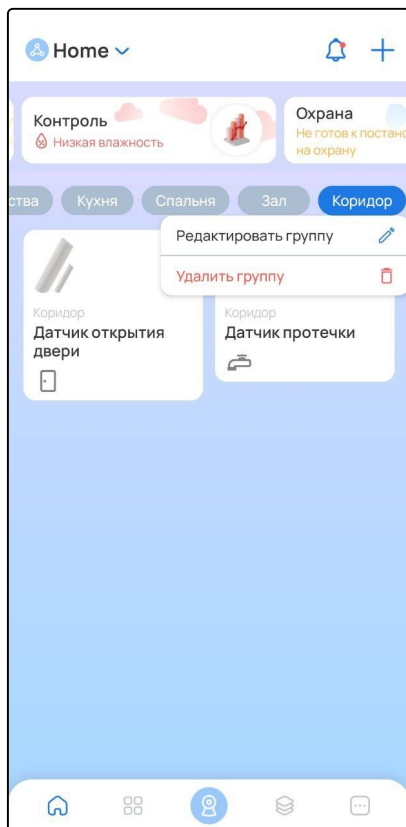 Home
Контроль
Низкая влажность
Охрана
Не готов к постано
на охрану
ства
Кухня
Спальня
Зал
Коридор
Редактировать группу
Удалить группу
Коридор
Датчик открытия
двери
Коридор
Датчик протечки